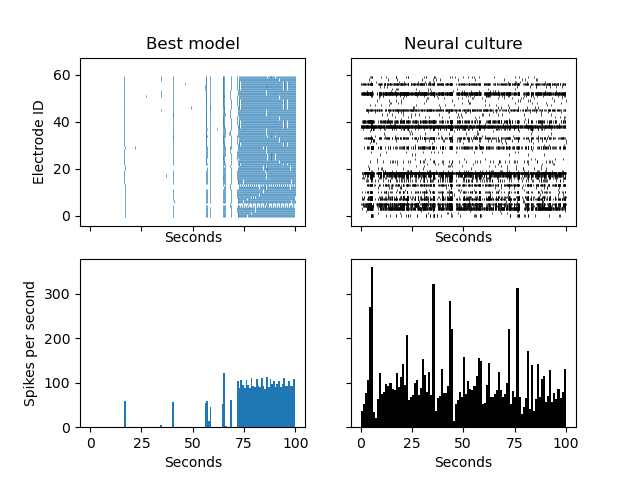 Best model
Neural culture
Electrode ID
60
40
20
0
Seconds
Seconds
Spikes per second
300
200
100
0
0 25 50 75 100
0 25 50 75 100
Seconds
Seconds